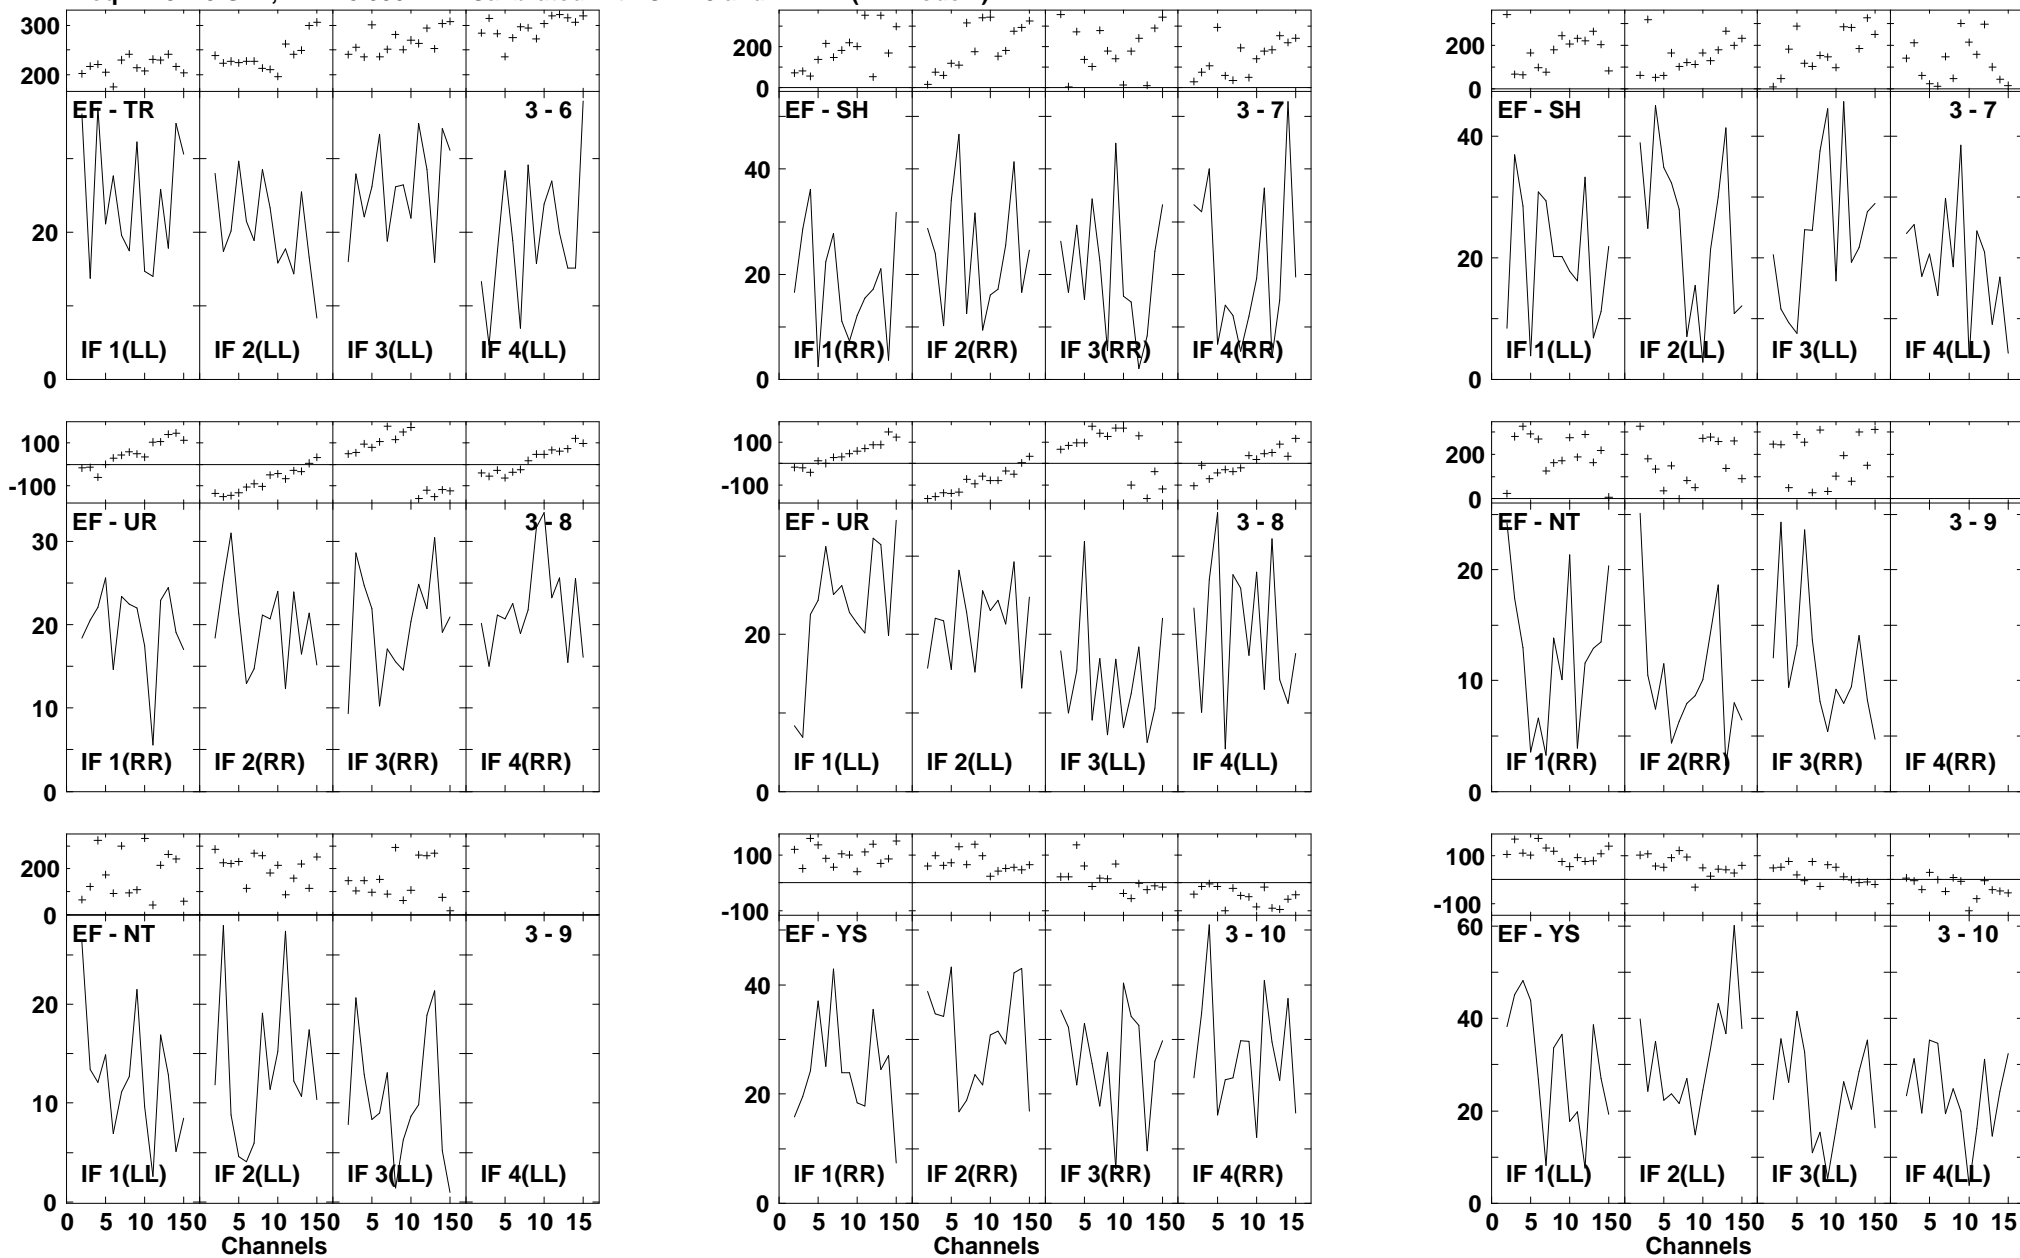 300
200
EF - TR 3 - 6
20
0
IF 1(LL) IF 2(LL) IF 3(LL) IF 4(LL)
200
0
EF - SH 3 - 7
40
20
0
IF 1(RR) IF 2(RR) IF 3(RR) IF 4(RR)
200
0
EF - SH 3 - 7
40
20
0
IF 1(LL) IF 2(LL) IF 3(LL) IF 4(LL)
100
-100
EF - UR 3 - 8
30
20
10
0
IF 1(RR) IF 2(RR) IF 3(RR) IF 4(RR)
100
-100
EF - UR 3 - 8
20
0
IF 1(LL) IF 2(LL) IF 3(LL) IF 4(LL)
200
0
EF - NT 3 - 9
20
10
0
IF 1(RR) IF 2(RR) IF 3(RR) IF 4(RR)
200
0
EF - NT 3 - 9
20
10
0
IF 1(LL) IF 2(LL) IF 3(LL) IF 4(LL)
0 5 10 150 5 10 150 5 10 150 5 10 15
Channels
100
-100
EF - YS 3 - 10
40
20
0
IF 1(RR) IF 2(RR) IF 3(RR) IF 4(RR)
0 5 10 150 5 10 150 5 10 150 5 10 15
Channels
100
-100
EF - YS 3 - 10
60
40
20
0
IF 1(LL) IF 2(LL) IF 3(LL) IF 4(LL)
0 5 10 150 5 10 150 5 10 150 5 10 15
Channels